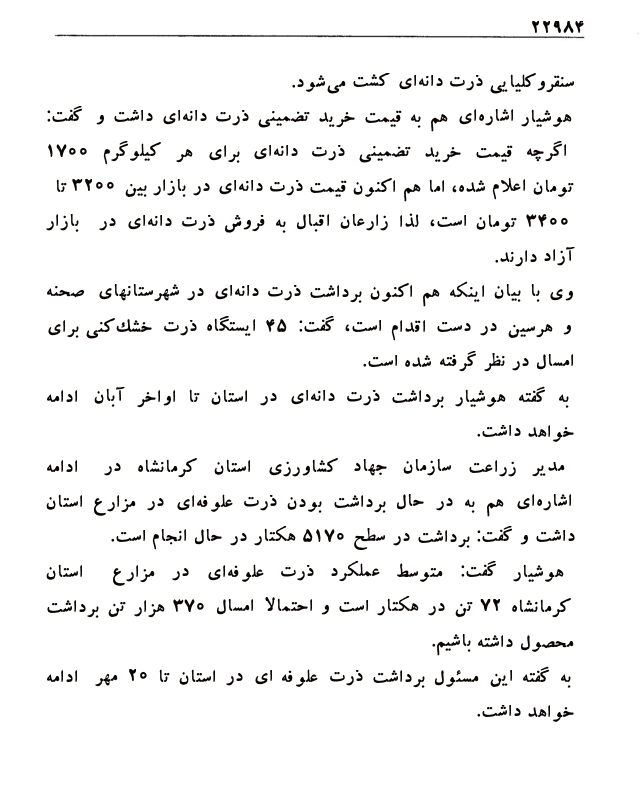 ۲۲۹۸۴
سنقروکلیایی ذرت دانه‌ای کشت می‌شود.
هوشیار اشاره‌ای هم به قیمت خرید تضمینی ذرت دانه‌ای داشت و گفت:
اگرچه قیمت خرید تضمینی ذرت دانه‌ای برای هر کیلوگرم ۱۷۰۰
تومان اعلام شده، اما هم اکنون قیمت ذرت دانه‌ای در بازار بین ۳۲۰۰ تا
۳۴۰۰ تومان است، لذا زارعان اقبال به فروش ذرت دانه‌ای در بازار
آزاد دارند.
وی با بیان اینکه هم اکنون برداشت ذرت دانه‌ای در شهرستانهای صحنه
و هرسین در دست اقدام است، گفت: ۴۵ ایستگاه ذرت خشك‌کنی برای
امسال در نظر گرفته شده است.
به گفته هوشیار برداشت ذرت دانه‌ای در استان تا اواخر آبان ادامه
خواهد داشت.
مدیر زراعت سازمان جهاد کشاورزی استان کرمانشاه در ادامه
اشاره‌ای هم به در حال برداشت بودن ذرت علوفه‌ای در مزارع استان
داشت و گفت: برداشت در سطح ۵۱۷۰ هکتار در حال انجام است.
هوشیار گفت: متوسط عملکرد ذرت علوفه‌ای در مزارع استان
کرمانشاه ۷۲ تن در هکتار است و احتمالا امسال ۳۷۰ هزار تن برداشت
محصول داشته باشیم.
به گفته این مسئول برداشت ذرت علوفه ای در استان تا ۲۰ مهر ادامه
خواهد داشت.